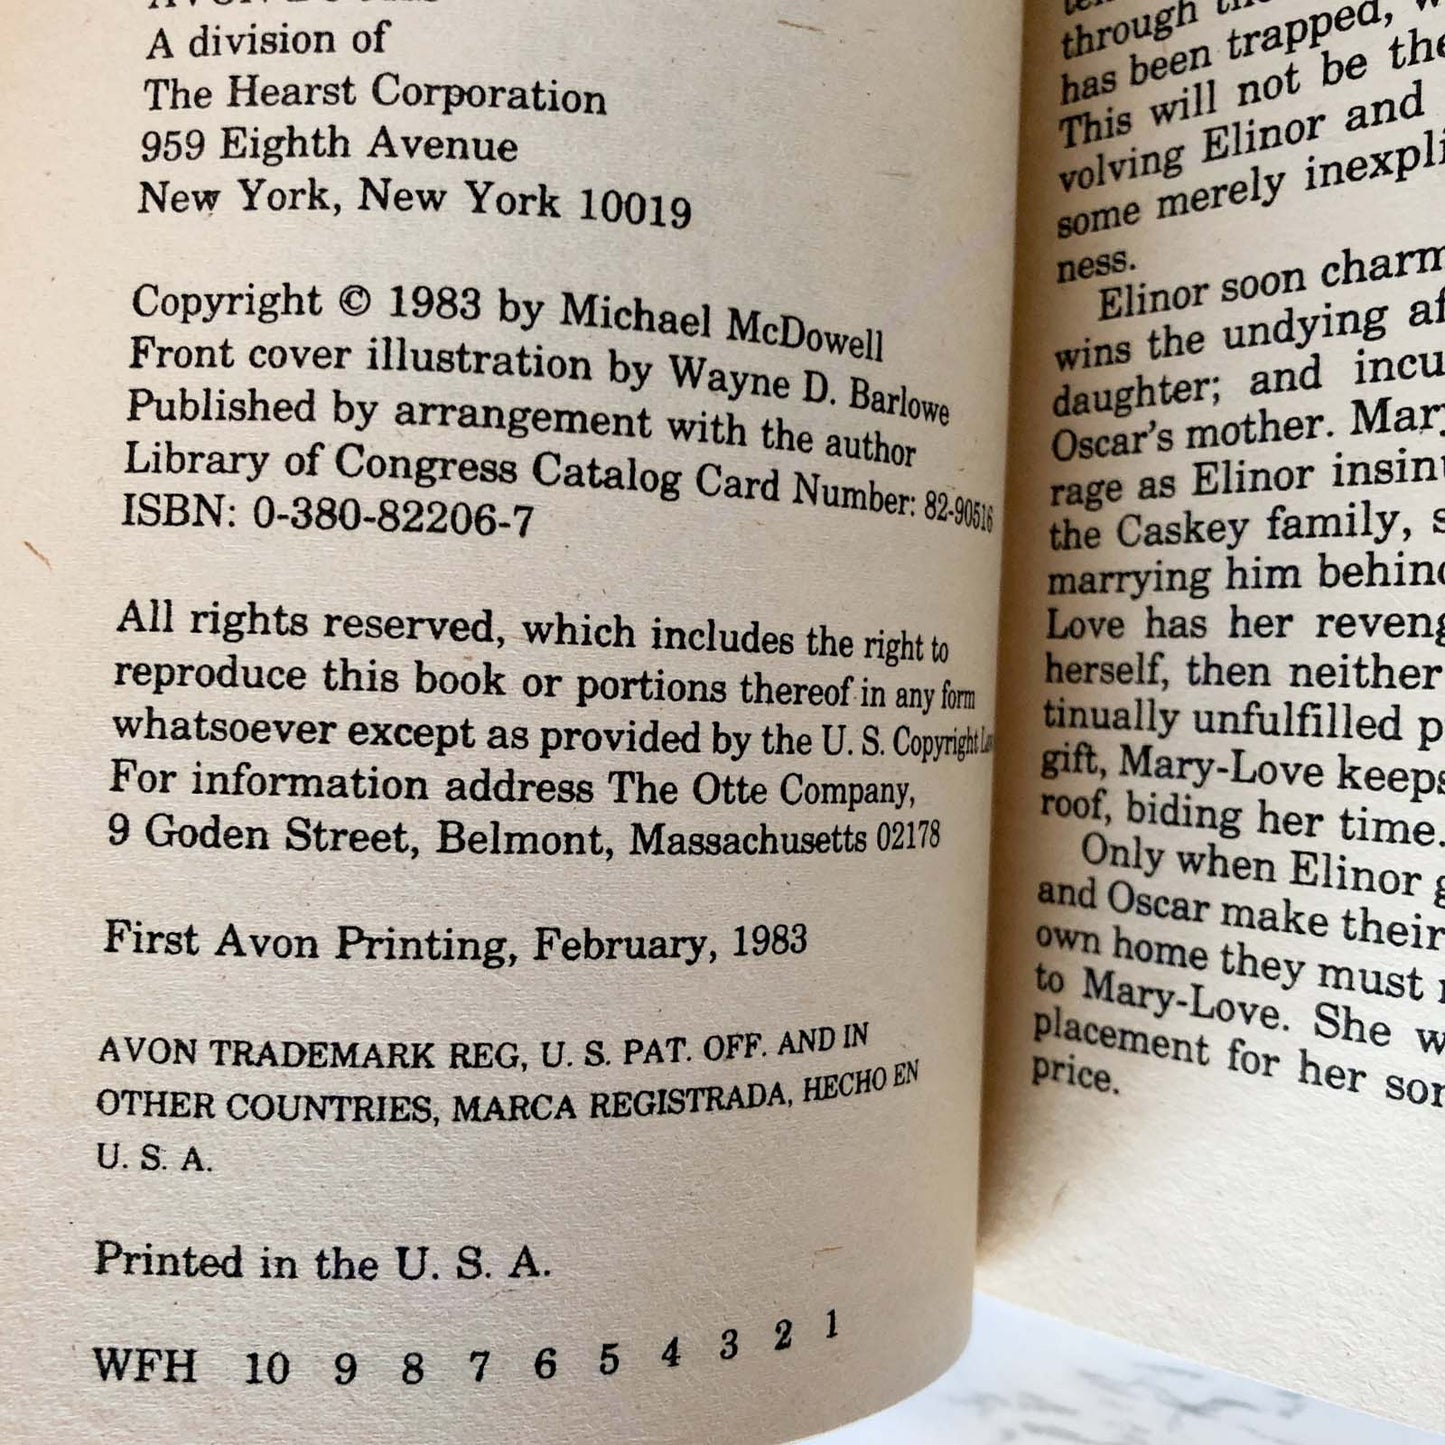 A division of
The Hearst Corporation
959 Eighth Avenue
New York, New York 10019
Copyright © 1983 by Michael McDowell
Front cover illustration by Wayne D. Barlowe
Published by arrangement with the author
Library of Congress Catalog Card Number: 82-90516
ISBN: 0-380-82206-7
All rights reserved, which includes the right to
reproduce this book or portions thereof in any form
whatsoever except as provided by the U. S. Copyright
For information address The Otte Company,
9 Goden Street, Belmont, Massachusetts 02178
First Avon Printing, February, 1983
AVON TRADEMARK REG, U. S. PAT. OFF. AND IN
OTHER COUNTRIES, MARCA REGISTRADA, HECHO EN
U. S. A.
Printed in the U. S. A.
WFH 10 9 8 7 6 5 4 3 2 1
through
has been trapped,
This will not be the
volving Elinor and
some merely
ness.
Elinor soon
wins the undying
daughter; and
Oscar's mother.
rage as Elinor
the Caskey family,
marrying him
Love has her
herself, then neither
tinually unfulfilled
gift, Mary-Love keeps
roof, biding her time.
Only when Elinor
and Oscar make their
own home they must
to Mary-Love. She
placement for her
price.